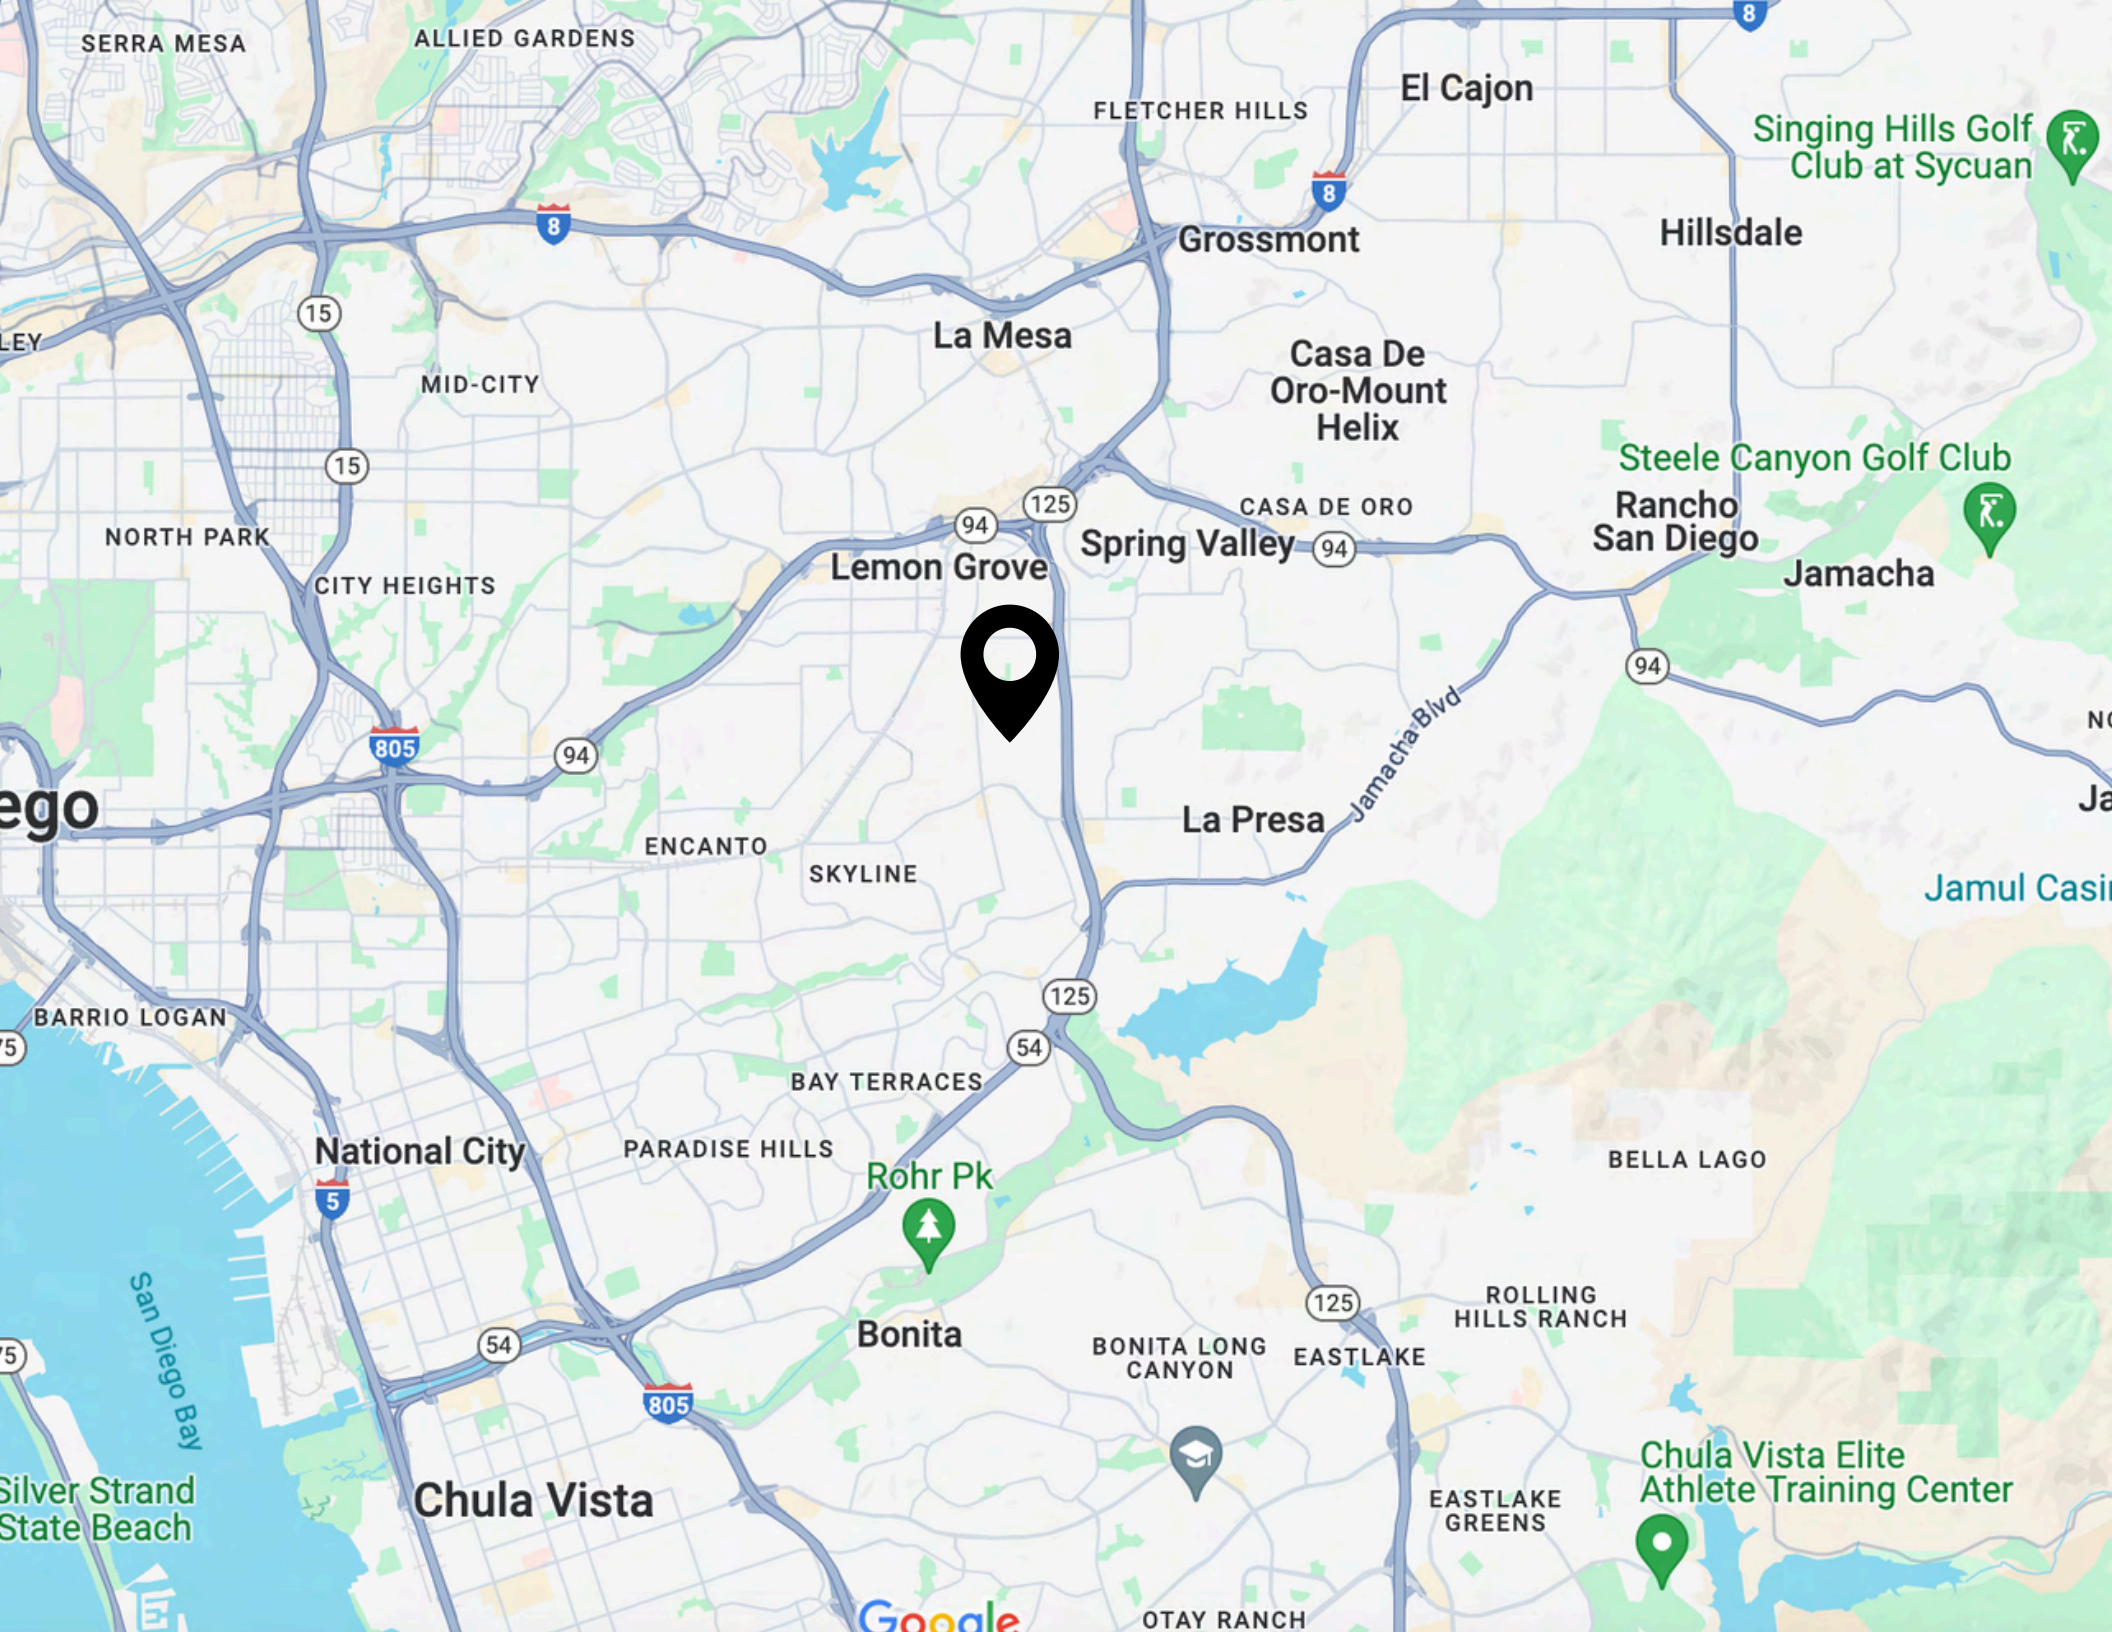 8
SERRA MESA
ALLIED GARDENS
El Cajon
FLETCHER HILLS
Singing Hills Golf
Club at Sycuan
8
8
Grossmont
Hillsdale
15
LEY
La Mesa
MID-CITY
Casa De
Oro-Mount
Helix
15
Steele Canyon Golf Club
125
CASA DE ORO
Rancho
San Diego
94
NORTH PARK
Spring Valley
94
Lemon Grove
Jamacha
CITY HEIGHTS
94
NO
805
94
Jamacha Blvd
ego
Ja
La Presa
ENCANTO
SKYLINE
Jamul Casi
125
BARRIO LOGAN
75
54
BAY TERRACES
National City
PARADISE HILLS
BELLA LAGO
Rohr Pk
5
San Diego Bay
125
ROLLING
HILLS RANCH
Bonita
54
BONITA LONG
CANYON
EASTLAKE
75
805
Chula Vista Elite
Athlete Training Center
Silver Strand
State Beach
Chula Vista
EASTLAKE
GREENS
Google
OTAY RANCH